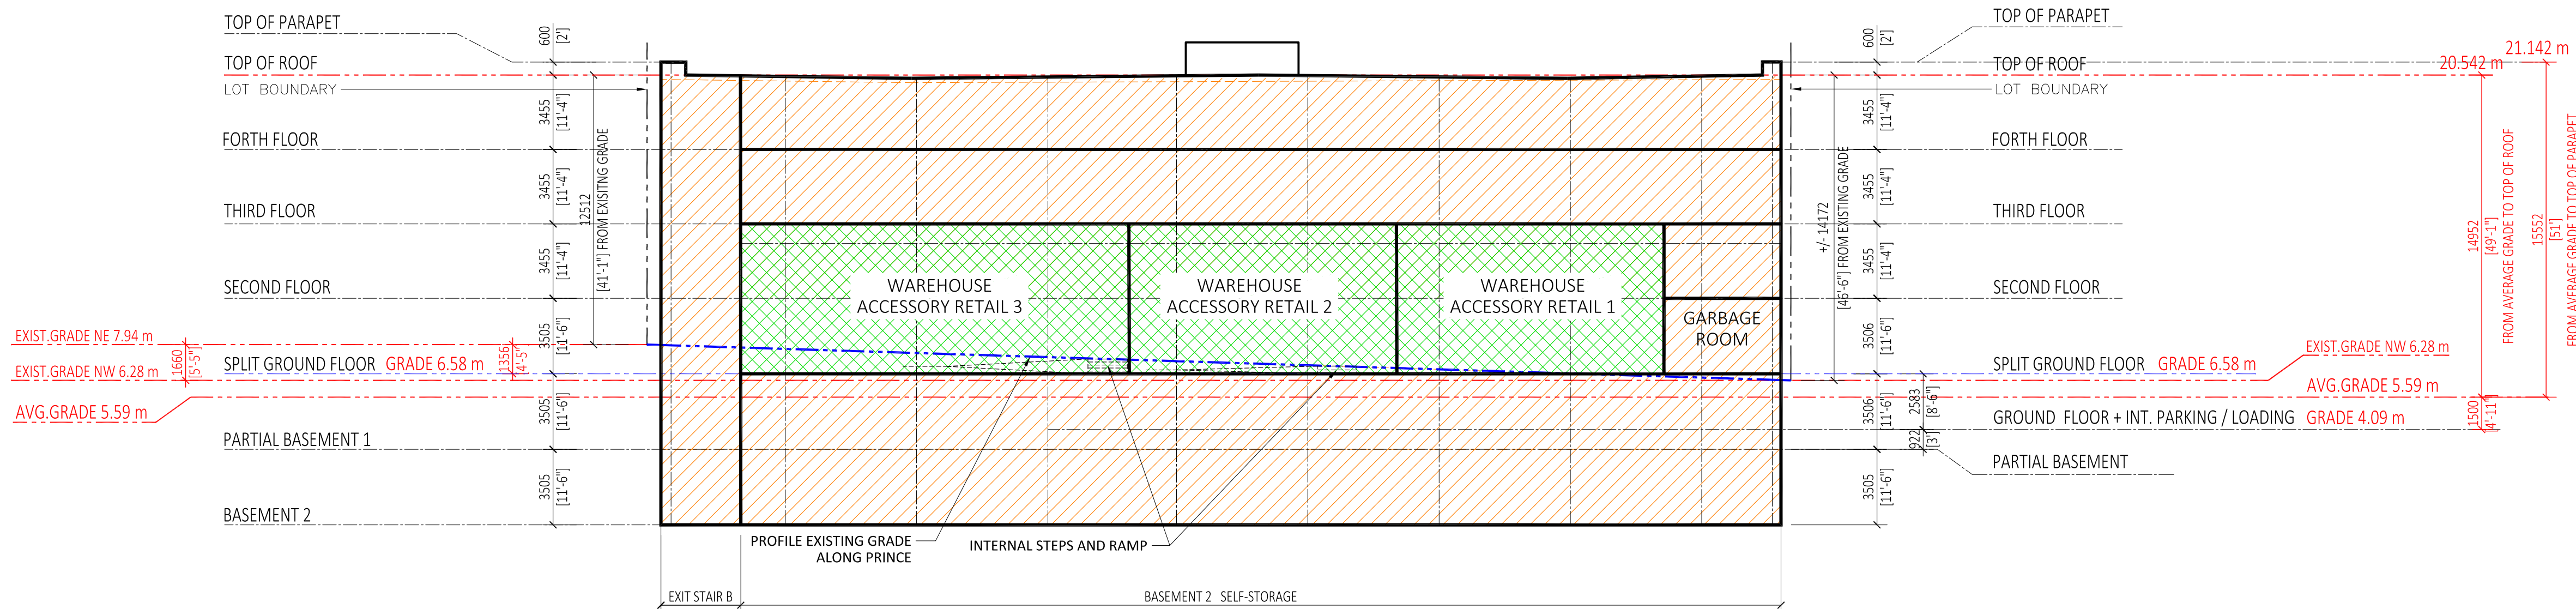 TOP OF PARAPET
TOP OF ROOF
LOT BOUNDARY
FORTH FLOOR
THIRD FLOOR
SECOND FLOOR
EXIST.GRADE NE 7.94 m
SPLIT GROUND FLOOR GRADE 6.58 m
EXIST.GRADE NW 6.28 m
AVG.GRADE 5.59 m
PARTIAL BASEMENT 1
BASEMENT 2
1660
[5'-5"]
1356
4'-5"
600
[2']
3455
[11'-4"]
3455
[11'-4"]
3455
[11'-4"]
3505
[11'-6"]
3505
[11'-6"]
3505
[11'-6"]
12512
[41'-1"] FROM EXISITNG GRADE
WAREHOUSE
ACCESSORY RETAIL 3
WAREHOUSE
ACCESSORY RETAIL 2
WAREHOUSE
ACCESSORY RETAIL 1
GARBAGE
ROOM
PROFILE EXISTING GRADE
ALONG PRINCE
INTERNAL STEPS AND RAMP
EXIT STAIR B
BASEMENT 2 SELF-STORAGE
+/- 14172
[46'-6"] FROM EXISTING GRADE
600
[2']
3455
[11'-4"]
3455
[11'-4"]
3455
[11'-4"]
3506
[11'-6"]
3506
[11'-6"]
3505
[11'-6"]
2583
[8'-6"]
922
[3']
TOP OF PARAPET
TOP OF ROOF
LOT BOUNDARY
FORTH FLOOR
THIRD FLOOR
SECOND FLOOR
SPLIT GROUND FLOOR GRADE 6.58 m
EXIST.GRADE NW 6.28 m
AVG.GRADE 5.59 m
GROUND FLOOR + INT. PARKING / LOADING GRADE 4.09 m
PARTIAL BASEMENT
21.142 m
20.542 m
14952
[49'-1"]
FROM AVERAGE GRADE TO TOP OF ROOF
15552
[51']
FROM AVERAGE GRADE TO TOP OF PARAPET
1500
[4'-11"]